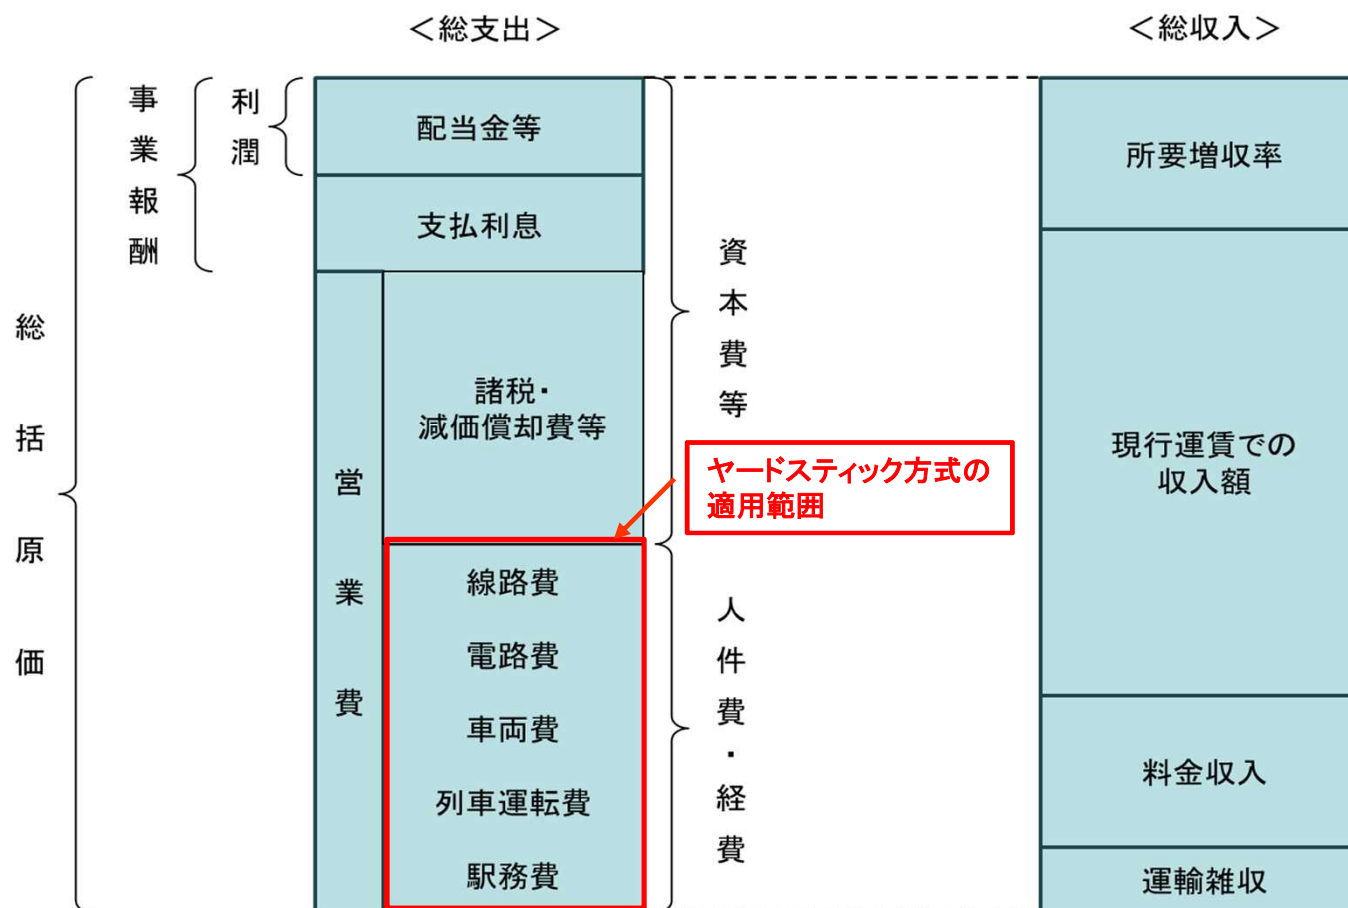 ＜総支出＞
＜総収入＞
総括原価
事業報酬
利潤
配当金等
支払利息
営業費
諸税・
減価償却費等
線路費
電路費
車両費
列車運転費
駅務費
資本費等
ヤードスティック方式の
適用範囲
人件費・経費
所要増収率
現行運賃での
収入額
料金収入
運輸雑収